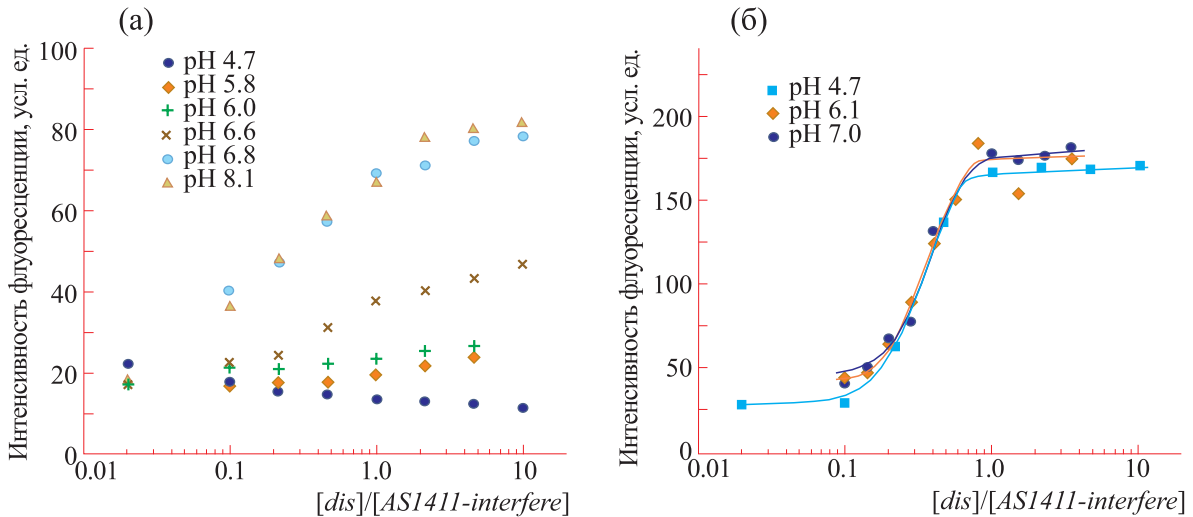 (а)
Интенсивность флуоресценции, усл. ед.
100
80
60
40
20
0
pH 4.7
pH 5.8
pH 6.0
pH 6.6
pH 6.8
pH 8.1
0.01
0.1
1.0
10
[dis]/[AS1411-interfere]
(б)
Интенсивность флуоресценции, усл. ед.
200
150
100
50
0
pH 4.7
pH 6.1
pH 7.0
0.01
0.1
1.0
10
[dis]/[AS1411-interfere]